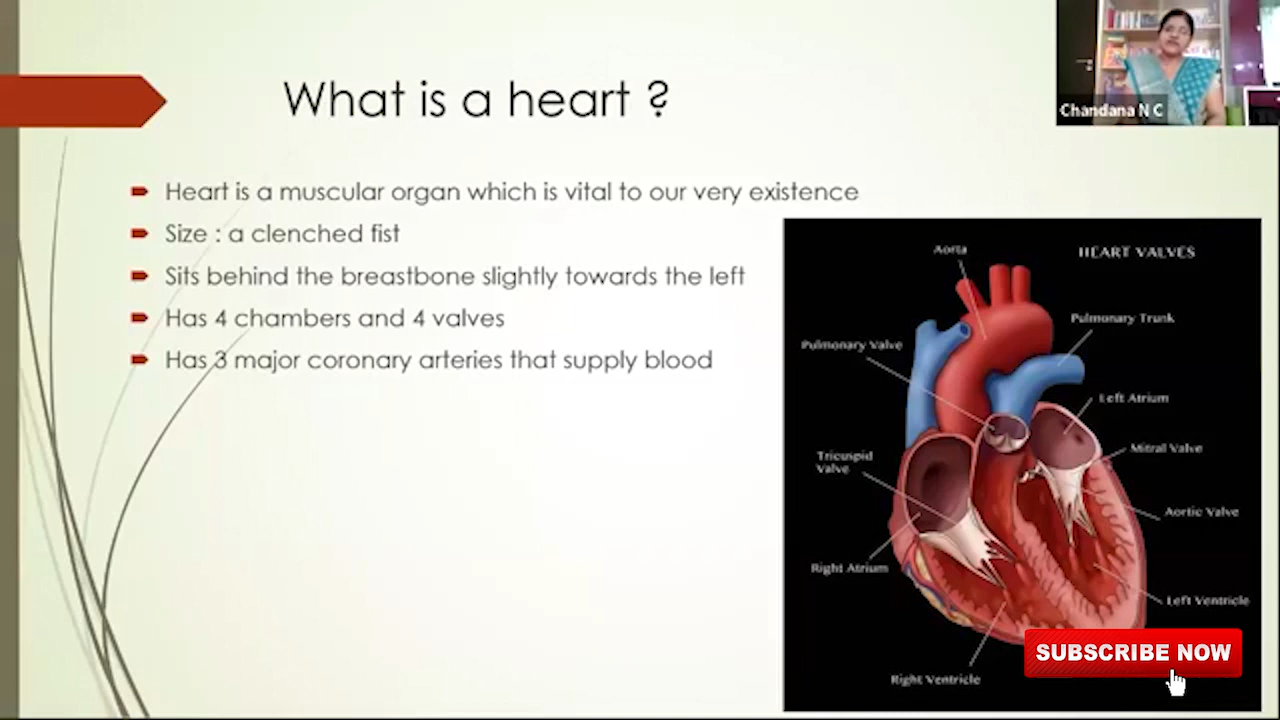 What is a heart ?
Chandana N C
Heart is a muscular organ which is vital to our very existence
Size : a clenched fist
Sits behind the breastbone slightly towards the left
Has 4 chambers and 4 valves
Has 3 major coronary arteries that supply blood
HEART VALVES
Aorta
Pulmonary Trunk
Pulmonary Valve
Left Atrium
Mitral Valve
Tricuspid
Valve
Aortic Valve
Right Atrium
Left Ventricle
Right Ventricle
SUBSCRIBE NOW